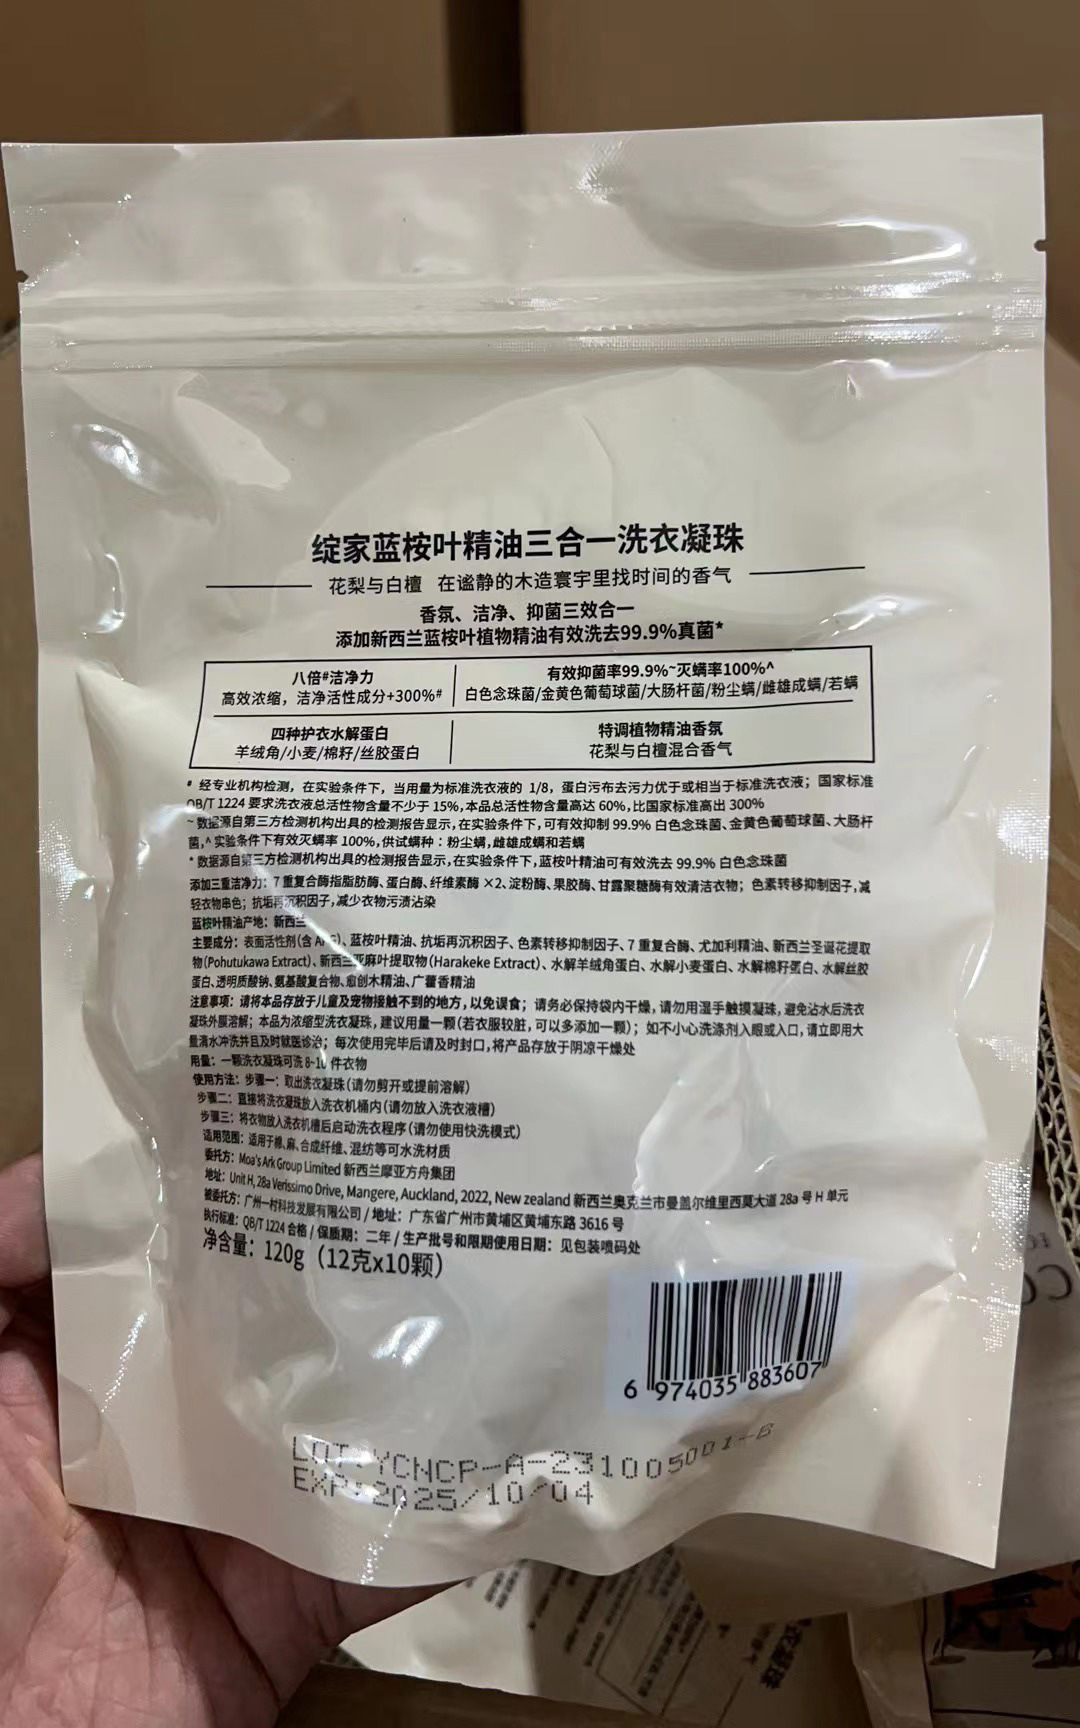 绽家蓝桉叶精油三合一洗衣凝珠
花梨与白檀 在谧静的木造寰宇里找时间的香气
香氛、洁净、抑菌三效合一
添加新西兰蓝桉叶植物精油有效洗去99.9%真菌*
八倍#洁净力
高效浓缩，洁净活性成分+300%#
有效抑菌率99.9%~灭螨率100%^
白色念珠菌/金黄色葡萄球菌/大肠杆菌/粉尘螨/雌雄成螨/若螨
四种护衣水解蛋白
羊绒角/小麦/棉籽/丝胶蛋白
特调植物精油香氛
花梨与白檀混合香气
# 经专业机构检测，在实验条件下，当用量为标准洗衣液的 1/8，蛋白污布去污力优于或相当于标准洗衣液；国家标准
QB/T 1224 要求洗衣液总活性物含量不少于 15%，本品总活性物含量高达 60%，比国家标准高出 300%
~ 数据源自第三方检测机构出具的检测报告显示，在实验条件下，可有效抑制 99.9% 白色念珠菌、金黄色葡萄球菌、大肠杆
菌，^ 实验条件下有效灭螨率 100%，供试螨种：粉尘螨，雌雄成螨和若螨
* 数据源自第三方检测机构出具的检测报告显示，在实验条件下，蓝桉叶精油可有效洗去 99.9% 白色念珠菌
添加三重洁净力：7 重复合酶指脂肪酶、蛋白酶、纤维素酶 ×2、淀粉酶、果胶酶、甘露聚糖酶有效清洁衣物；色素转移抑制因子，减
轻衣物串色；抗垢再沉积因子，减少衣物污渍沾染
蓝桉叶精油产地：新西兰
主要成分：表面活性剂（含 A G）、蓝桉叶精油、抗垢再沉积因子、色素转移抑制因子、7 重复合酶、尤加利精油、新西兰圣诞花提取
物（Pohutukawa Extract）、新西兰亚麻叶提取物（Harakeke Extract）、水解羊绒角蛋白、水解小麦蛋白、水解棉籽蛋白、水解丝胶
蛋白、透明质酸钠、氨基酸复合物、愈创木精油、广藿香精油
注意事项：请将本品存放于儿童及宠物接触不到的地方，以免误食；请务必保持袋内干燥，请勿用湿手触摸凝珠，避免沾水后洗衣
凝珠外膜溶解；本品为浓缩型洗衣凝珠，建议用量一颗（若衣服较脏，可以多添加一颗）；如不小心洗涤剂入眼或入口，请立即用大
量清水冲洗并且及时就医诊治；每次使用完毕后请及时封口，将产品存放于阴凉干燥处
用量：一颗洗衣凝珠可洗 8-10 件衣物
使用方法：步骤一：取出洗衣凝珠（请勿剪开或提前溶解）
步骤二：直接将洗衣凝珠放入洗衣机桶内（请勿放入洗衣液槽）
步骤三：将衣物放入洗衣机槽后启动洗衣程序（请勿使用快洗模式）
适用范围：适用于棉、麻、合成纤维、混纺等可水洗材质
委托方：Moa's Ark Group Limited 新西兰摩亚方舟集团
地址：Unit H, 28a Verissimo Drive, Mangere, Auckland, 2022, New zealand 新西兰奥克兰市曼盖尔维里西莫大道 28a 号 H 单元
被委托方：广州一村科技发展有限公司 / 地址：广东省广州市黄埔区黄埔东路 3616 号
执行标准：QB/T 1224 合格 / 保质期：二年 / 生产批号和限期使用日期：见包装喷码处
净含量：120g（12克x10颗）
6 974035 883607
LOT:YCNCP-A-231005001-B
EXP:2025/10/04